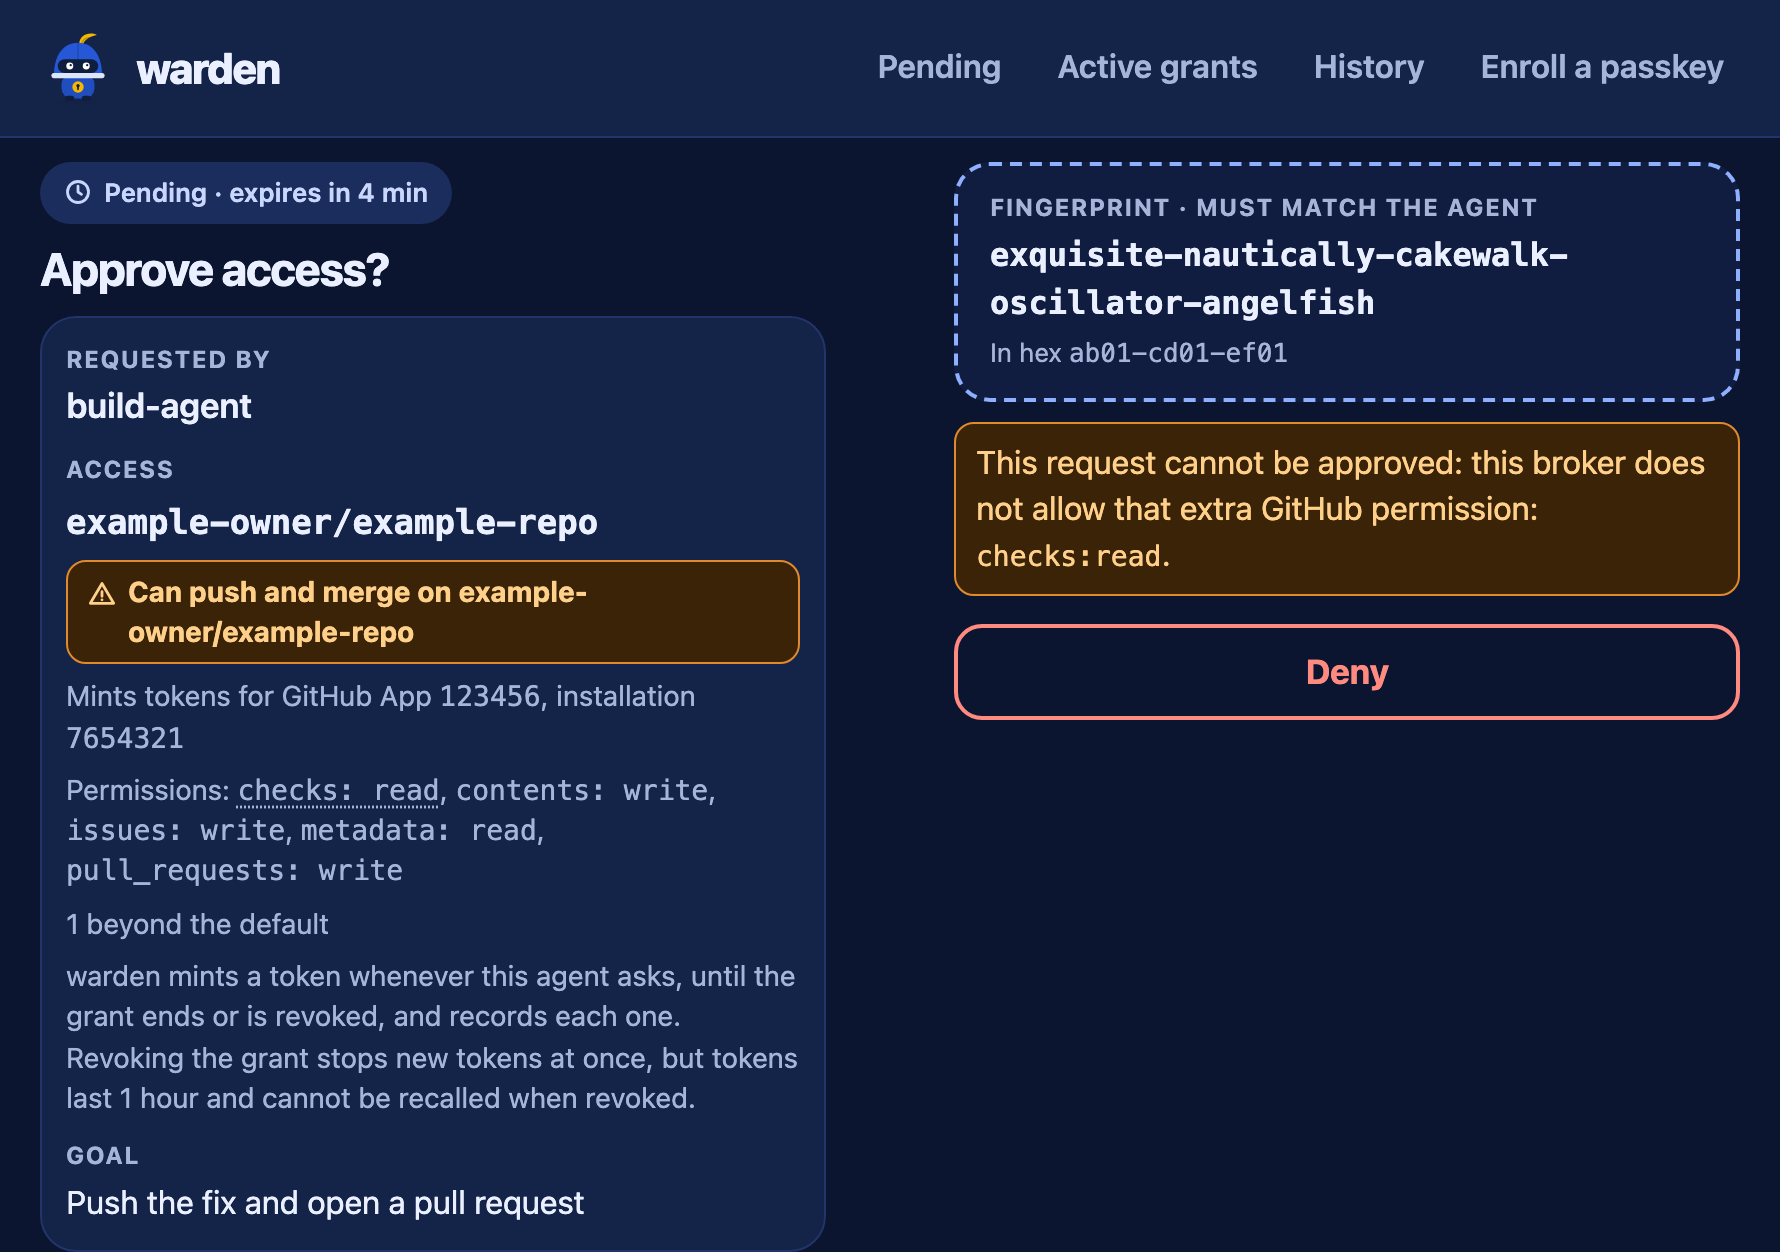 warden
Pending
Active grants
History
Enroll a passkey
Pending · expires in 4 min
Approve access?
REQUESTED BY
build-agent
ACCESS
example-owner/example-repo
Can push and merge on example-
owner/example-repo
Mints tokens for GitHub App 123456, installation
7654321
Permissions: checks: read, contents: write,
issues: write, metadata: read,
pull_requests: write
1 beyond the default
warden mints a token whenever this agent asks, until the
grant ends or is revoked, and records each one.
Revoking the grant stops new tokens at once, but tokens
last 1 hour and cannot be recalled when revoked.
GOAL
Push the fix and open a pull request
FINGERPRINT · MUST MATCH THE AGENT
exquisite-nautically-cakewalk-
oscillator-angelfish
In hex ab01-cd01-ef01
This request cannot be approved: this broker does
not allow that extra GitHub permission:
checks:read.
Deny